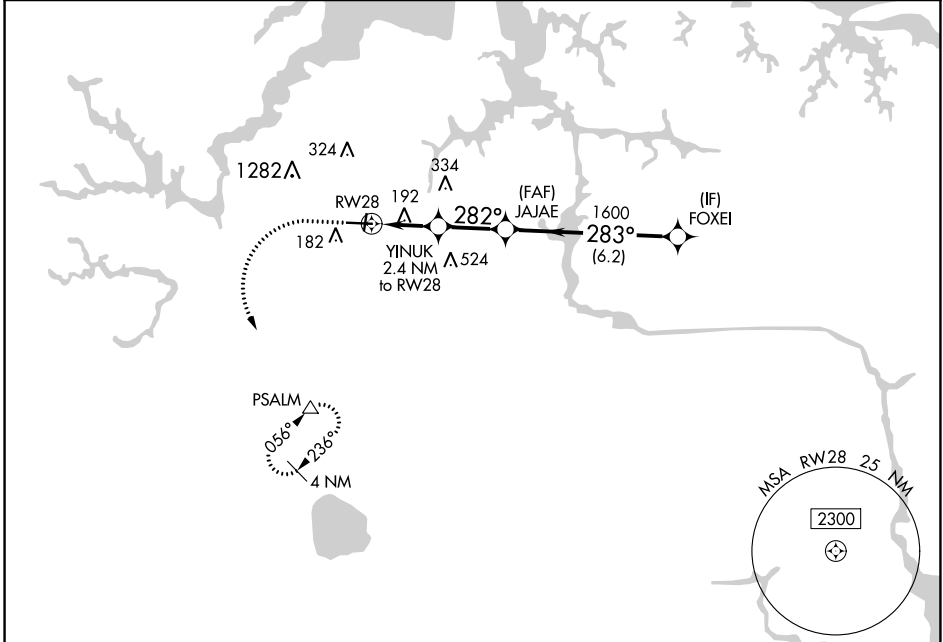 324
1282
334
192
RW28
182
282°
(FAF)
JAJAE
1600
283°
(6.2)
(IF)
FOXEI
YINUK
2.4 NM
to RW28
524
PSALM
056°
236°
4 NM
MSA RW28 25 NM
2300